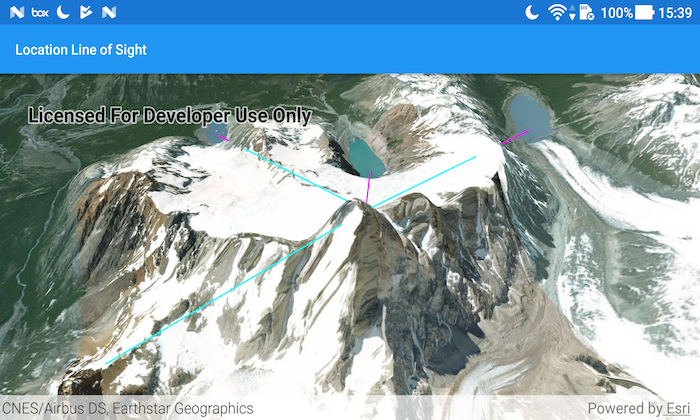 box
100% 15:39
Location Line of Sight
Licensed For Developer Use Only
CNES/Airbus DS, Earthstar Geographics
Powered by Esri